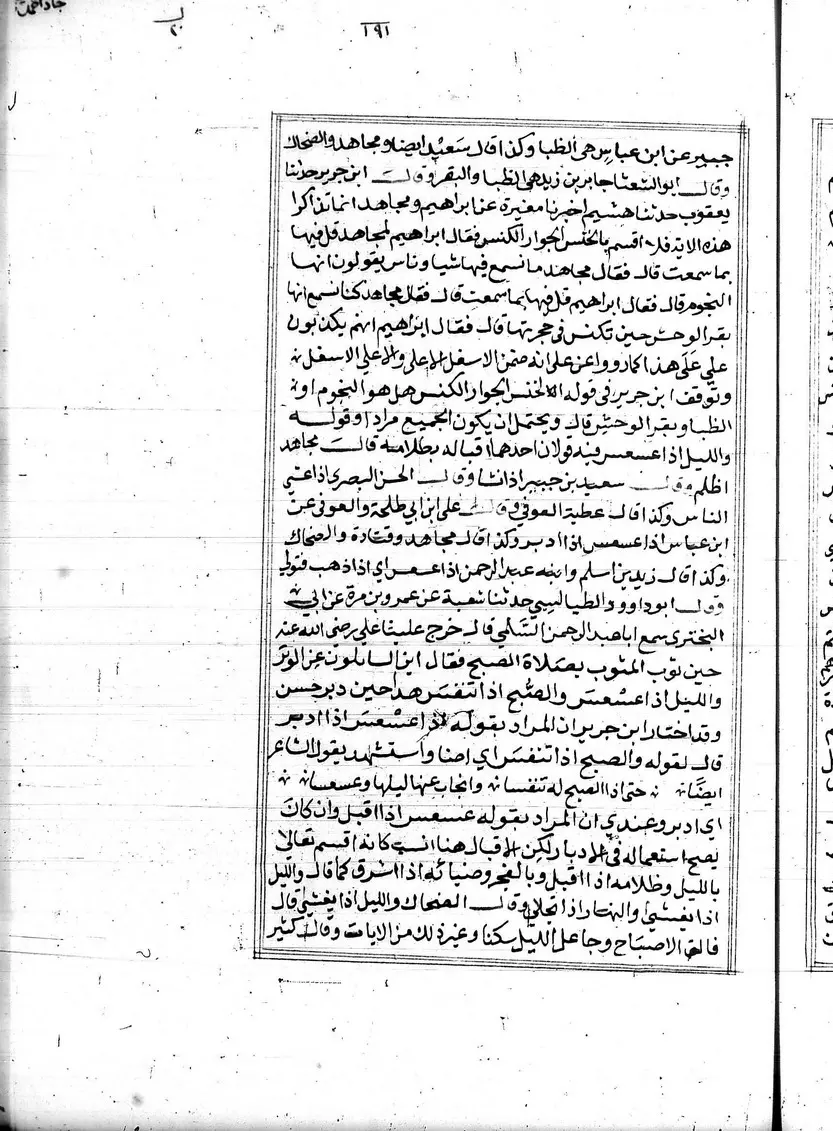 ١٩١
جبير عن ابن عباس هي الظبا وكذا قال سعيد ايضا ومجاهد والضحاك
وقال ابو الشعثا جابر بن زيد هي الظبا والبقر وقال ابن جرير حدثنا
يعقوب حدثنا هشيم اخبرنا مغيرة عن ابراهيم ومجاهد انهما تذاكرا
هذه الاية فلا اقسم بالخنس الجوار الكنس فقال ابراهيم لمجاهد قل فيها
بما سمعت قال فقال مجاهد ما نسمع فيها شيا وناس يقولون انها
النجوم قال فقال ابراهيم قل فيها بما سمعت قال فقال مجاهد كنا نسمع انها
بقر الوحش حين تكنس في حجرتها قال فقال ابراهيم انهم يكذبون
علي على هذا كما رووا عن علي انه ضمن الاسفل الاعلى والاعلى الاسفل
وتوقف ابن جرير في قوله الخنس الجوار الكنس هل هو النجوم او
الظبا وبقر الوحش قال ويحتمل ان يكون الجميع مرادا وقوله
والليل اذا عسعس فيه قولان احدهما اقباله بظلامه قال مجاهد
اظلم وقال سعيد بن جبير اذا نشا وقال الحسن البصري اذا غشي
الناس وكذا قال عطية العوفي وقال علي ابن ابي طلحة والعوفي عن
ابن عباس اذا عسعس اذا ادبر وكذا قال مجاهد وقتادة والضحاك
وكذا قال زيد بن اسلم وابنه عبد الرحمن اذا عسعس اي اذا ذهب فتولى
وقال ابو داوود الطيالسي حدثنا شعبة عن عمرو بن مرة عن ابي
البختري سمع ابا عبد الرحمن السلمي قال خرج علينا علي رضي الله عنه
حين ثوب المثوب بصلاة الصبح فقال اين السايلون عن الوتر
والليل اذا عسعس والصبح اذا تنفس هذا حين دبر حسن
وقد اختار ابن جرير ان المراد بقوله اذا عسعس اذا ادبر
قال لقوله والصبح اذا تنفس اي اضا واستشهد بقول الشاعر
ايضا حتى اذا الصبح له تنفسا وانجاب عنها ليلها وعسعسا
اي ادبر وعندي ان المراد بقوله عسعس اذا اقبل وان كان
يصح استعماله في الادبار لكن الاقبال هنا انسب كانه اقسم تعالى
بالليل وظلامه اذا اقبل وبالفجر وضيائه اذا اشرق كما قال والليل
اذا يغشى والنهار اذا تجلى وقال الضحاك والليل اذا يغشى قال
فالق الاصباح وجاعل الليل سكنا وغير ذلك من الايات وقال كثير